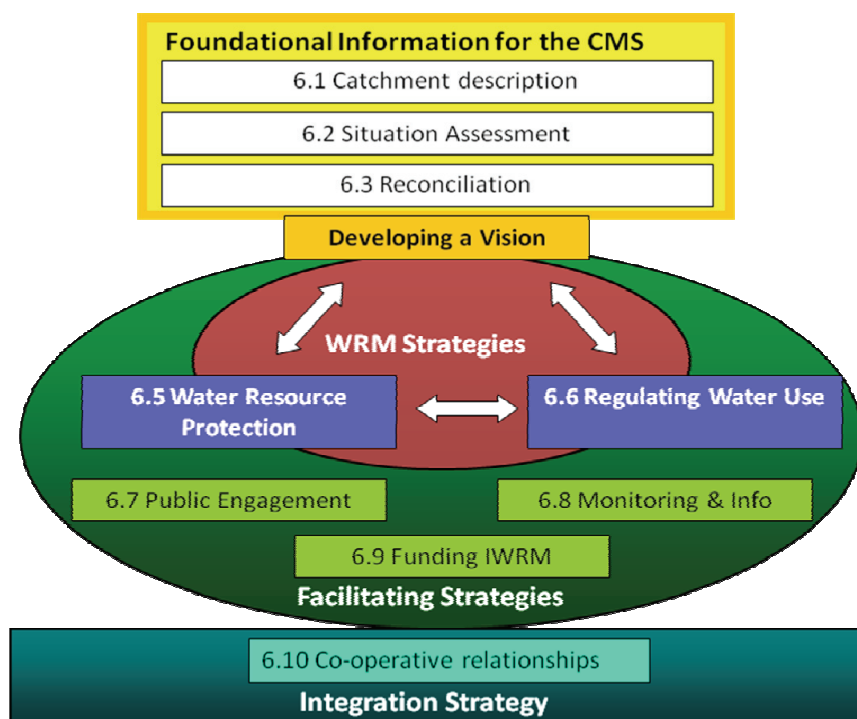 Foundational Information for the CMS
6.1 Catchment description
6.2 Situation Assessment
6.3 Reconciliation
Developing a Vision
WRM Strategies
6.5 Water Resource
Protection
6.6 Regulating Water Use
6.7 Public Engagement
6.8 Monitoring & Info
6.9 Funding IWRM
Facilitating Strategies
6.10 Co-operative relationships
Integration Strategy